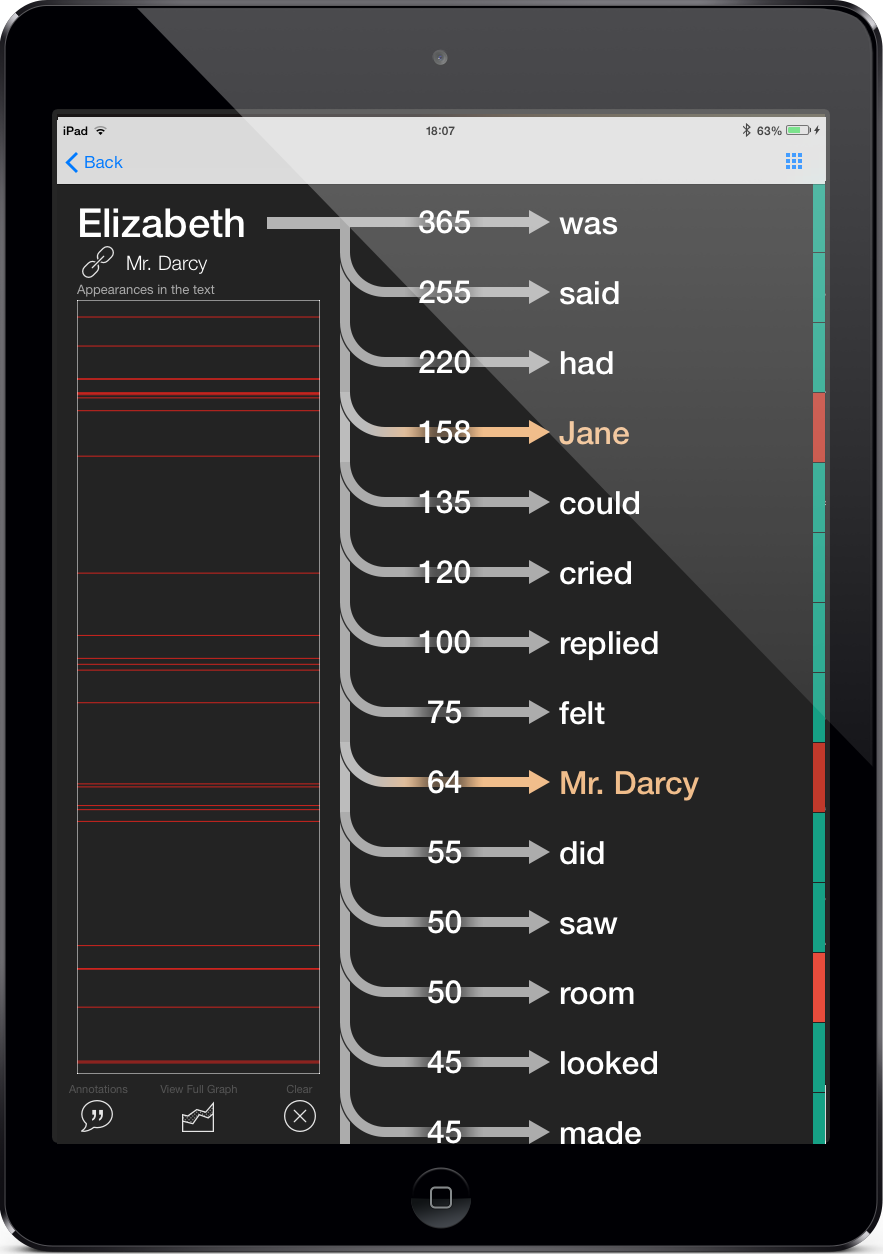 iPad 18:07 63%
Back
Elizabeth 365 was
Mr. Darcy
Appearances in the text
255 said
220 had
158 Jane
135 could
120 cried
100 replied
75 felt
64 Mr. Darcy
55 did
50 saw
50 room
45 looked
Annotations View Full Graph Clear
45 made